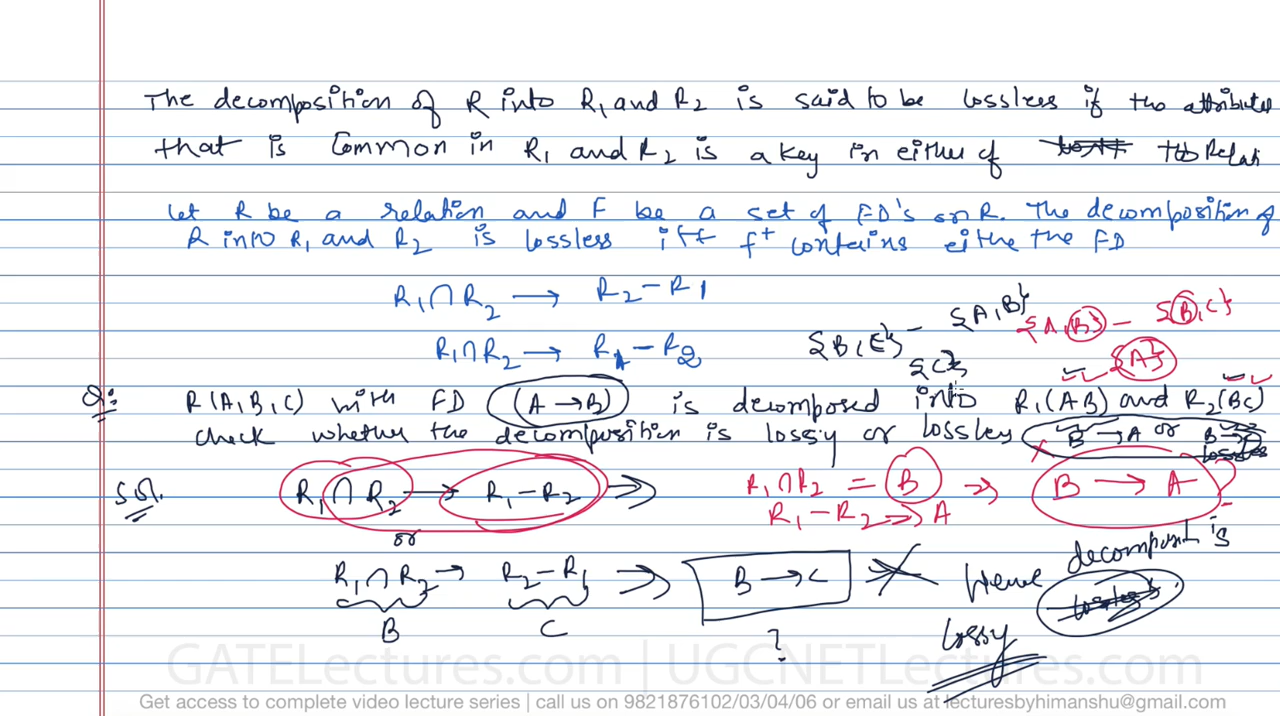 The decomposition of R into R1 and R2 is said to be lossless if the attributes
that is Common in R1 and R2 is a key in either of the Relati
Let R be a relation and F be a set of FD's on R. The decomposition of
R into R1 and R2 is lossless iff f+ contains eithe the FD
R1 ∩ R2 → R2 - R1
R1 ∩ R2 → R1 - R2
{B, C} - {A, B}
{C}
{A, B} - {B, C}
{A}
Q: R(A, B, C) with FD (A → B) is decomposed into R1(AB) and R2(BC)
check whether the decomposition is lossy or lossley
B → A or B → C
lossless
Soln. R1 ∩ R2 → R1 - R2 ⇒ R1 ∩ R2 = B ⇒ B → A ?
R1 - R2 ⇒ A
or
R1 ∩ R2 → R2 - R1 ⇒ B → C
B C ?
Hence decomposit is
lossless
lossy
GATELectures.com | UGCNETLectures.com
Get access to complete video lecture series | call us on 9821876102/03/04/06 or email us at lecturesbyhimanshu@gmail.com